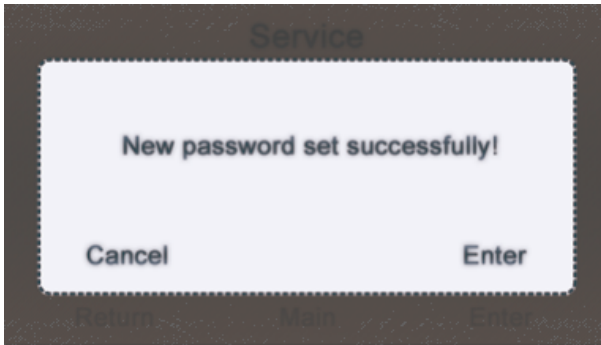 Service
New password set successfully!
Cancel Enter
Return Main Enter